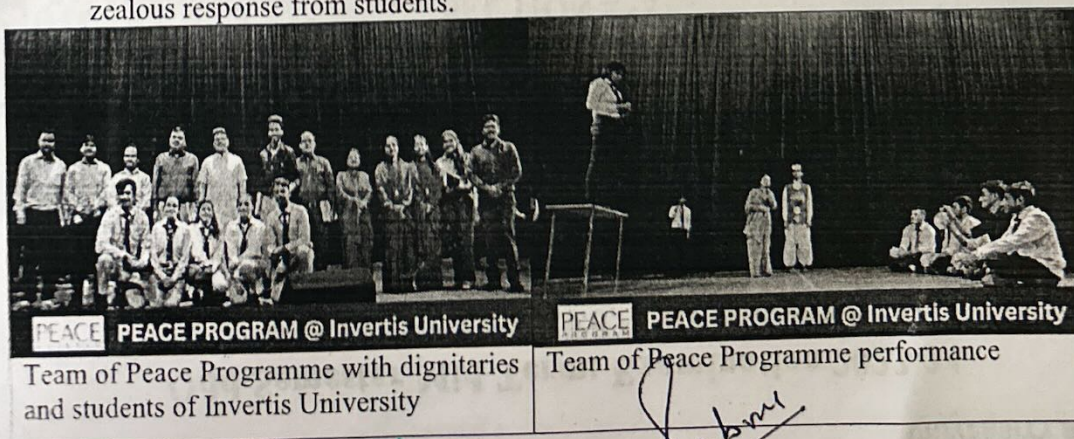 zealous response from students.
PEACE
PEACE PROGRAM @ Invertis University
PEACE
PROGRAM
PEACE PROGRAM @ Invertis University
Team of Peace Programme with dignitaries
and students of Invertis University
Team of Peace Programme performance